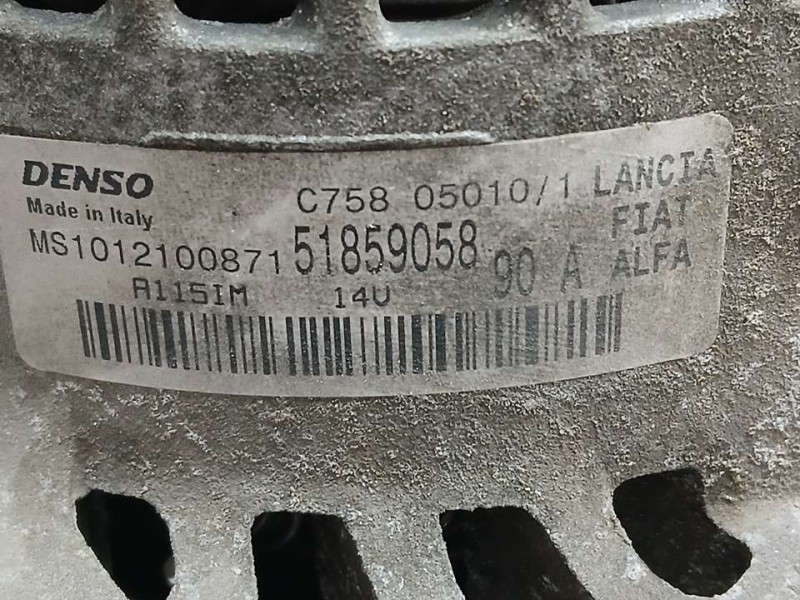 DENSO C758 05010/1 LANCIA
Made in Italy FIAT
MS1012100871 51859058 90 A ALFA
A115IM 14V